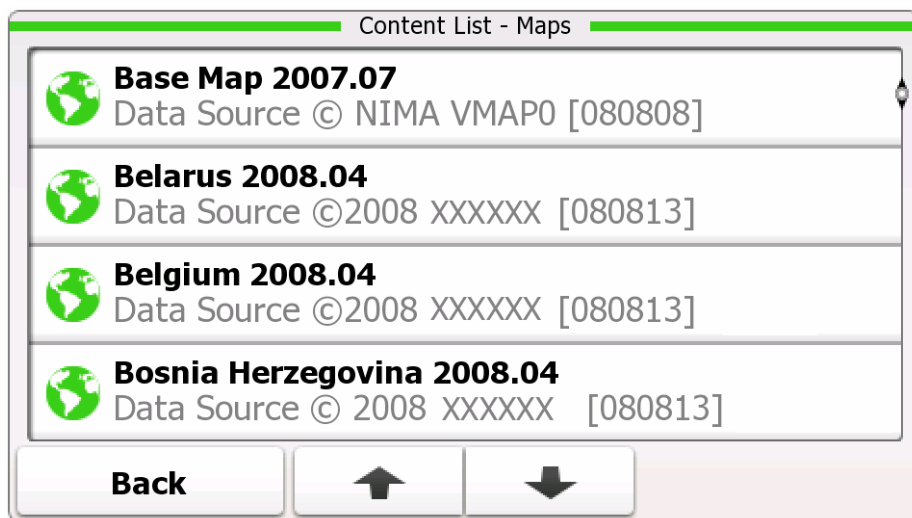 Content List - Maps
Base Map 2007.07
Data Source © NIMA VMAP0 [080808]
Belarus 2008.04
Data Source ©2008 XXXXXX [080813]
Belgium 2008.04
Data Source ©2008 XXXXXX [080813]
Bosnia Herzegovina 2008.04
Data Source © 2008 XXXXXX [080813]
Back